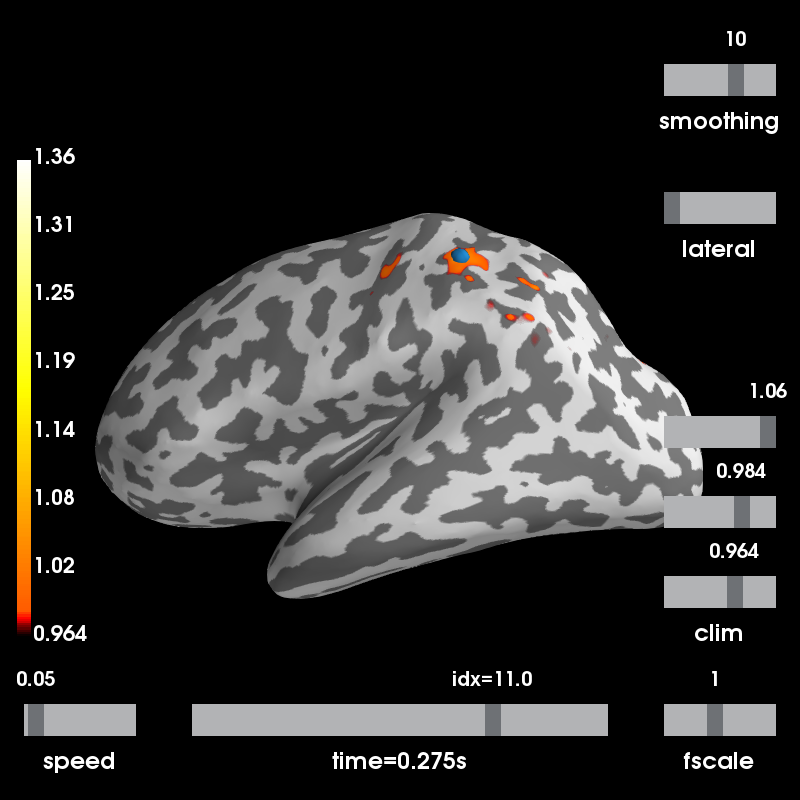 10
smoothing
1.36
1.31
lateral
1.25
1.19
1.06
1.14
0.984
1.08
0.964
1.02
0.964
clim
0.05
idx=11.0
1
speed
time=0.275s
fscale